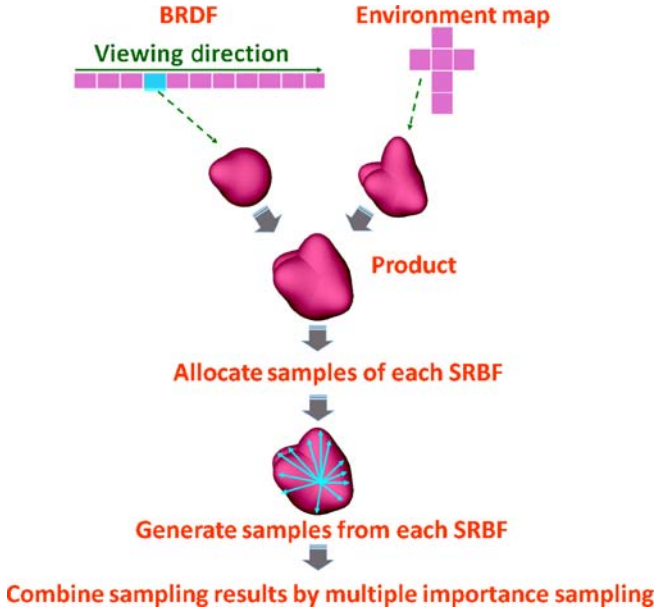 BRDF
Environment map
Viewing direction
Product
Allocate samples of each SRBF
Generate samples from each SRBF
Combine sampling results by multiple importance sampling